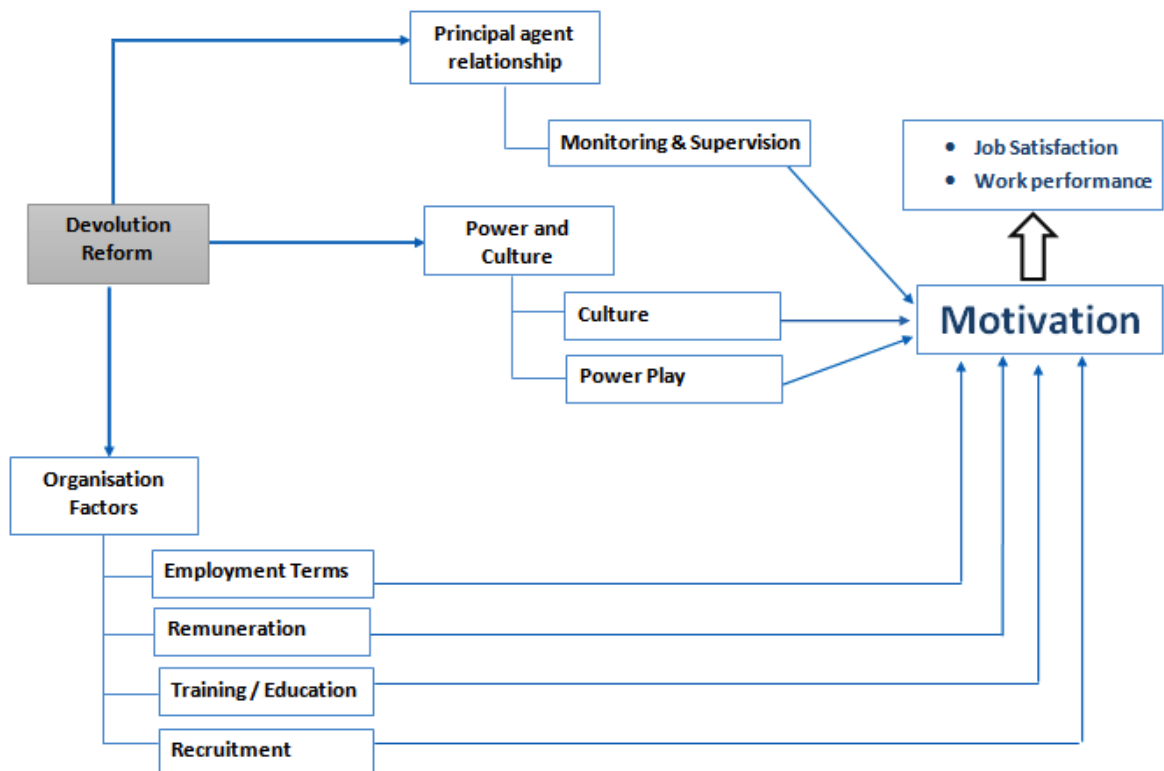 Principal agent
relationship
Monitoring & Supervision
• Job Satisfaction
• Work performance
Devolution
Reform
Power and
Culture
Culture
Motivation
Power Play
Organisation
Factors
Employment Terms
Remuneration
Training / Education
Recruitment